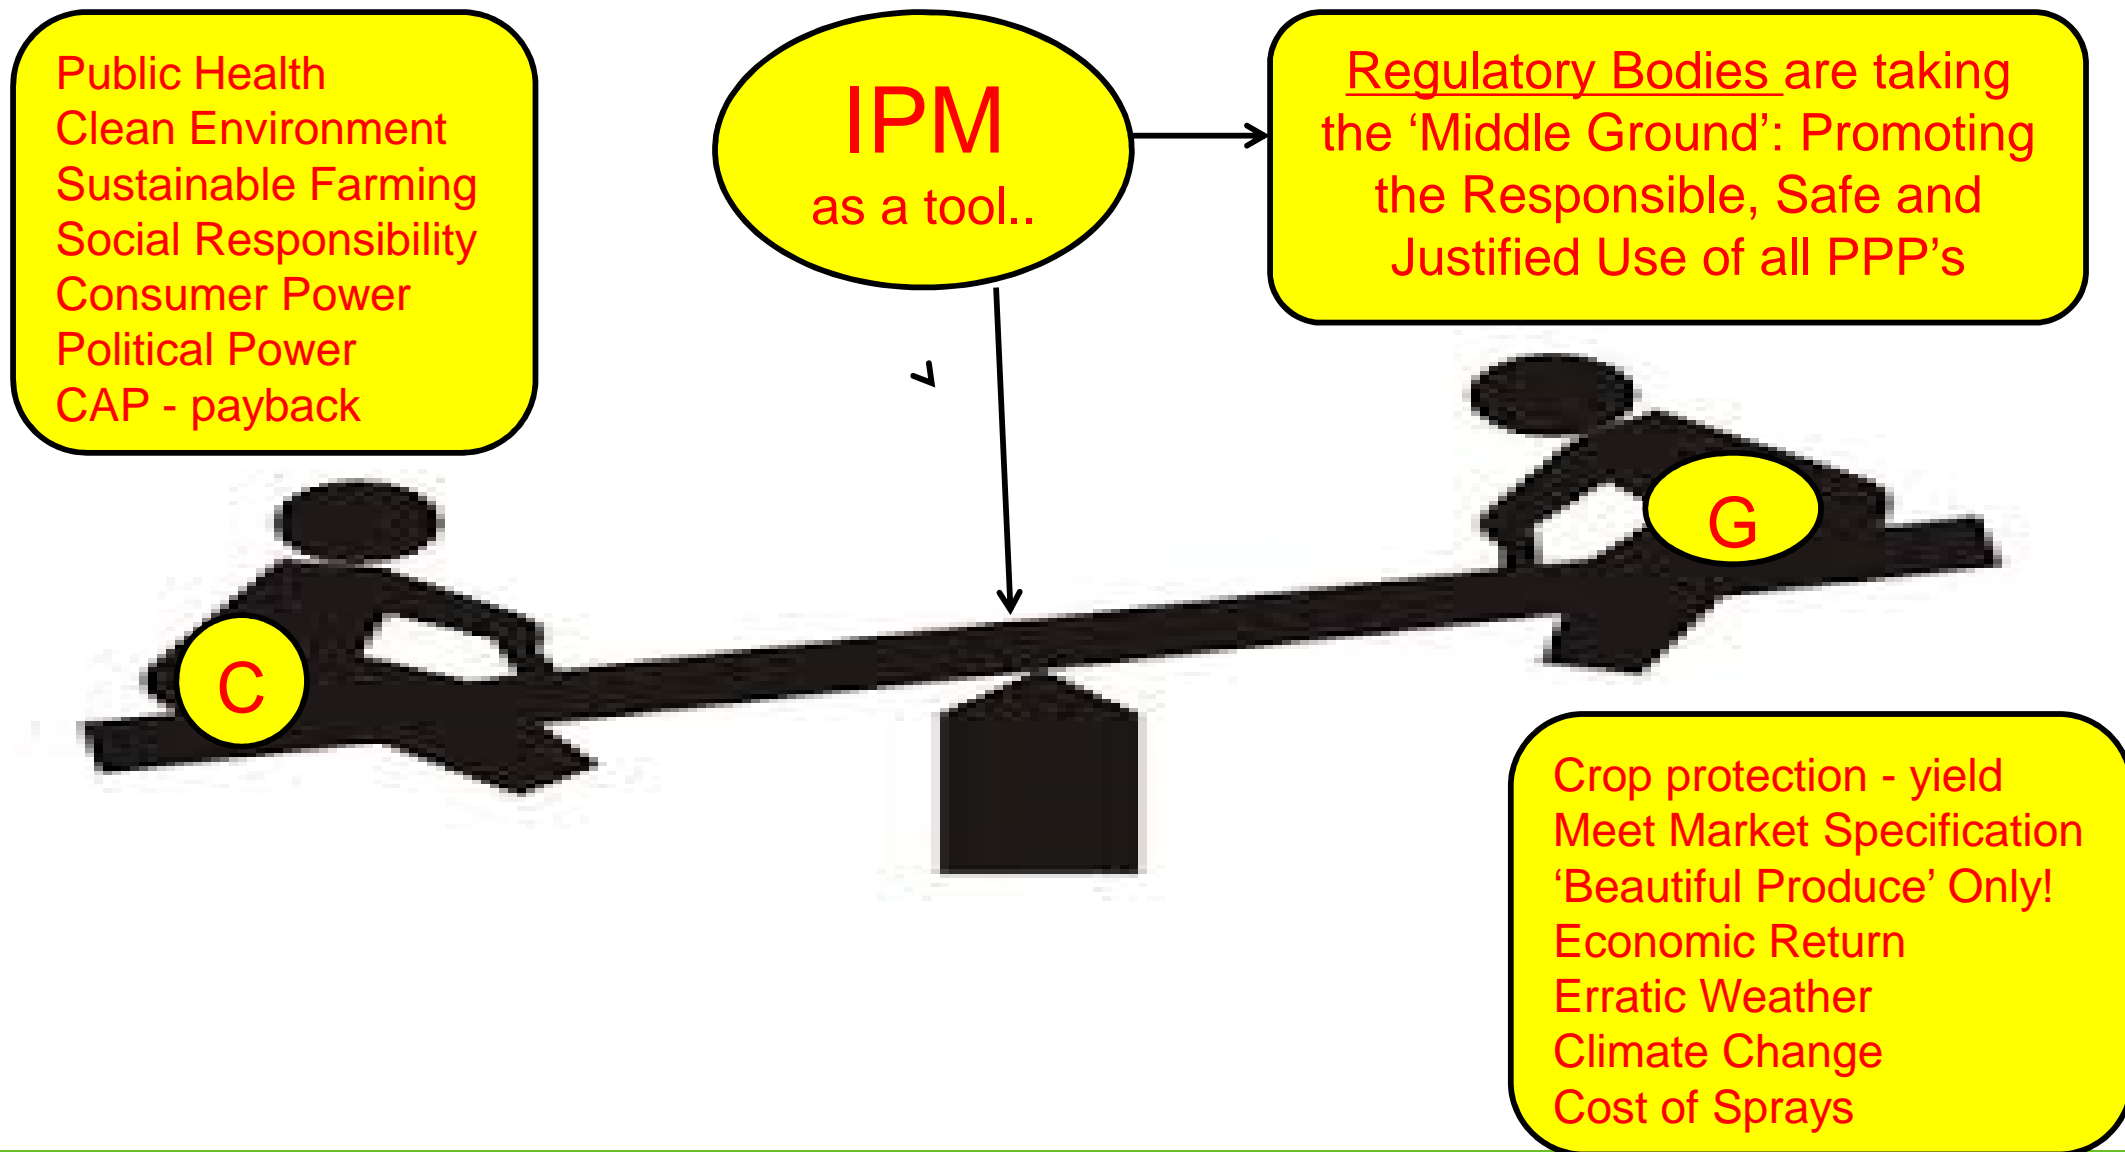 Public Health
Clean Environment
Sustainable Farming
Social Responsibility
Consumer Power
Political Power
CAP - payback
IPM
as a tool..
Regulatory Bodies are taking
the ‘Middle Ground’: Promoting
the Responsible, Safe and
Justified Use of all PPP’s
G
C
Crop protection - yield
Meet Market Specification
‘Beautiful Produce’ Only!
Economic Return
Erratic Weather
Climate Change
Cost of Sprays